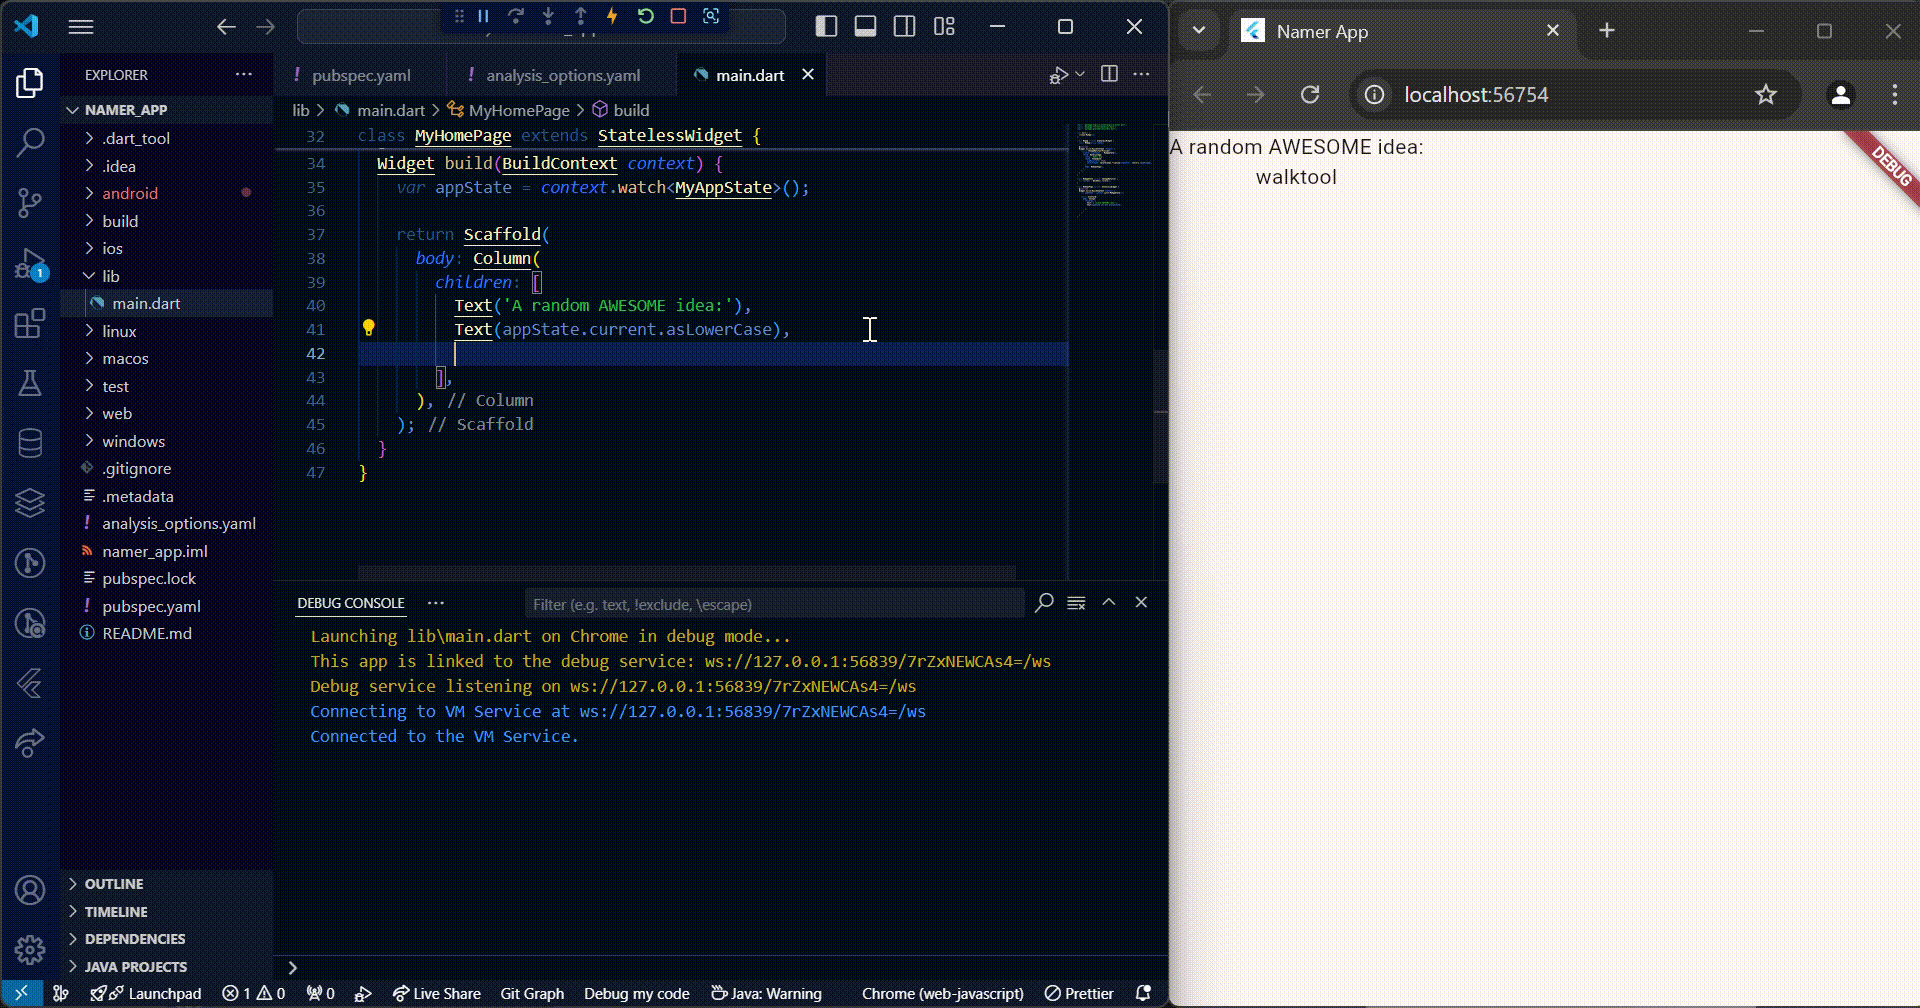 EXPLORER
NAMER_APP
.dart_tool
.idea
android
build
ios
lib
main.dart
linux
macos
test
web
windows
.gitignore
.metadata
analysis_options.yaml
namer_app.iml
pubspec.lock
pubspec.yaml
README.md
OUTLINE
TIMELINE
DEPENDENCIES
JAVA PROJECTS
1
! pubspec.yaml
! analysis_options.yaml
main.dart
lib > main.dart > MyHomePage > build
32 class MyHomePage extends StatelessWidget {
34 Widget build(BuildContext context) {
35 var appState = context.watch<MyAppState>();
36
37 return Scaffold(
38 body: Column(
39 children: [
40 Text('A random AWESOME idea:'),
41 Text(appState.current.asLowerCase),
42
43 ],
44 ), // Column
45 ); // Scaffold
46 }
47 }
DEBUG CONSOLE
Filter (e.g. text, !exclude, \escape)
Launching lib\main.dart on Chrome in debug mode...
This app is linked to the debug service: ws://127.0.0.1:56839/7rZxNEWCAs4=/ws
Debug service listening on ws://127.0.0.1:56839/7rZxNEWCAs4=/ws
Connecting to VM Service at ws://127.0.0.1:56839/7rZxNEWCAs4=/ws
Connected to the VM Service.
Launchpad 1 0 0 Live Share Git Graph Debug my code Java: Warning Chrome (web-javascript) Prettier
Namer App
localhost:56754
A random AWESOME idea:
walktool
DEBUG